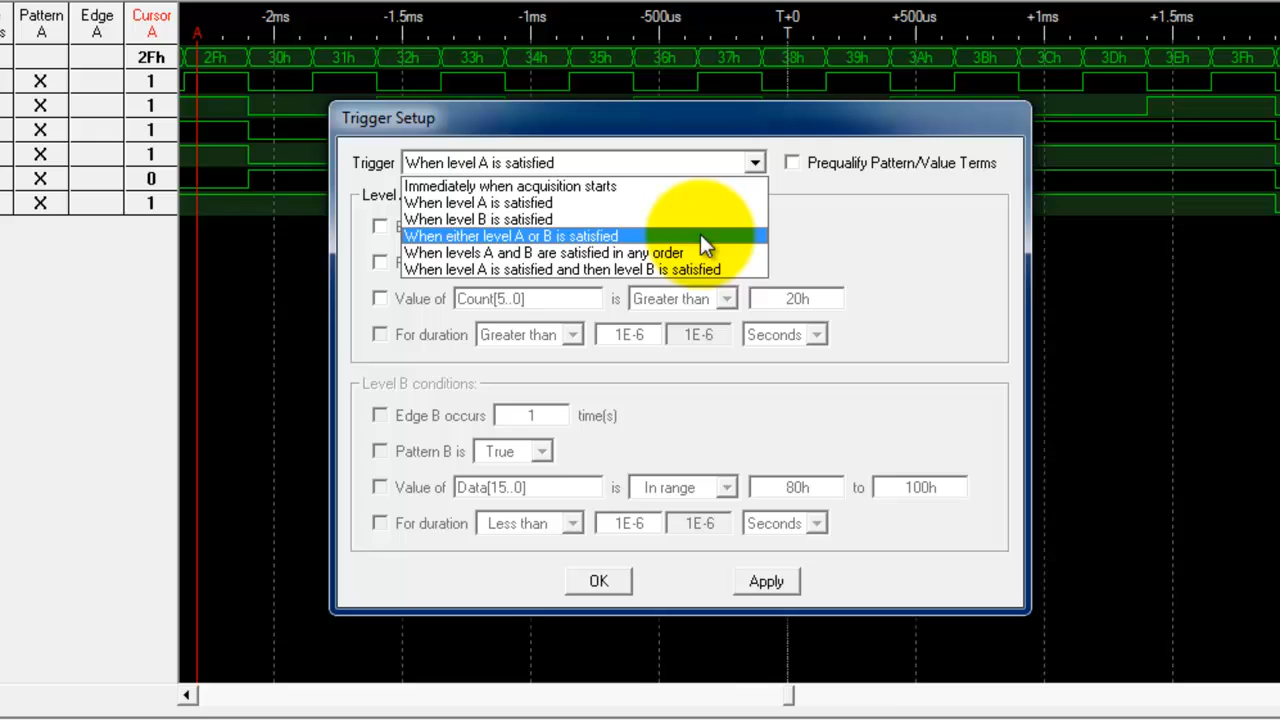 Pattern Edge Cursor -2ms -1.5ms -1ms -500us T+0 +500us +1ms +1.5ms
s A A A A T
2Fh 2Fh 30h 31h 32h 33h 34h 35h 36h 37h 38h 39h 3Ah 3Bh 3Ch 3Dh 3Eh 3Fh
X 1
X 1
X 1
X 1
X 0
X 1
Trigger Setup
Trigger When level A is satisfied Prequalify Pattern/Value Terms
Immediately when acquisition starts
When level A is satisfied
When level B is satisfied
When either level A or B is satisfied
When levels A and B are satisfied in any order
When level A is satisfied and then level B is satisfied
Level
Value of Count[5..0] is Greater than 20h
For duration Greater than 1E-6 1E-6 Seconds
Level B conditions:
Edge B occurs 1 time(s)
Pattern B is True
Value of Data[15..0] is In range 80h to 100h
For duration Less than 1E-6 1E-6 Seconds
OK Apply